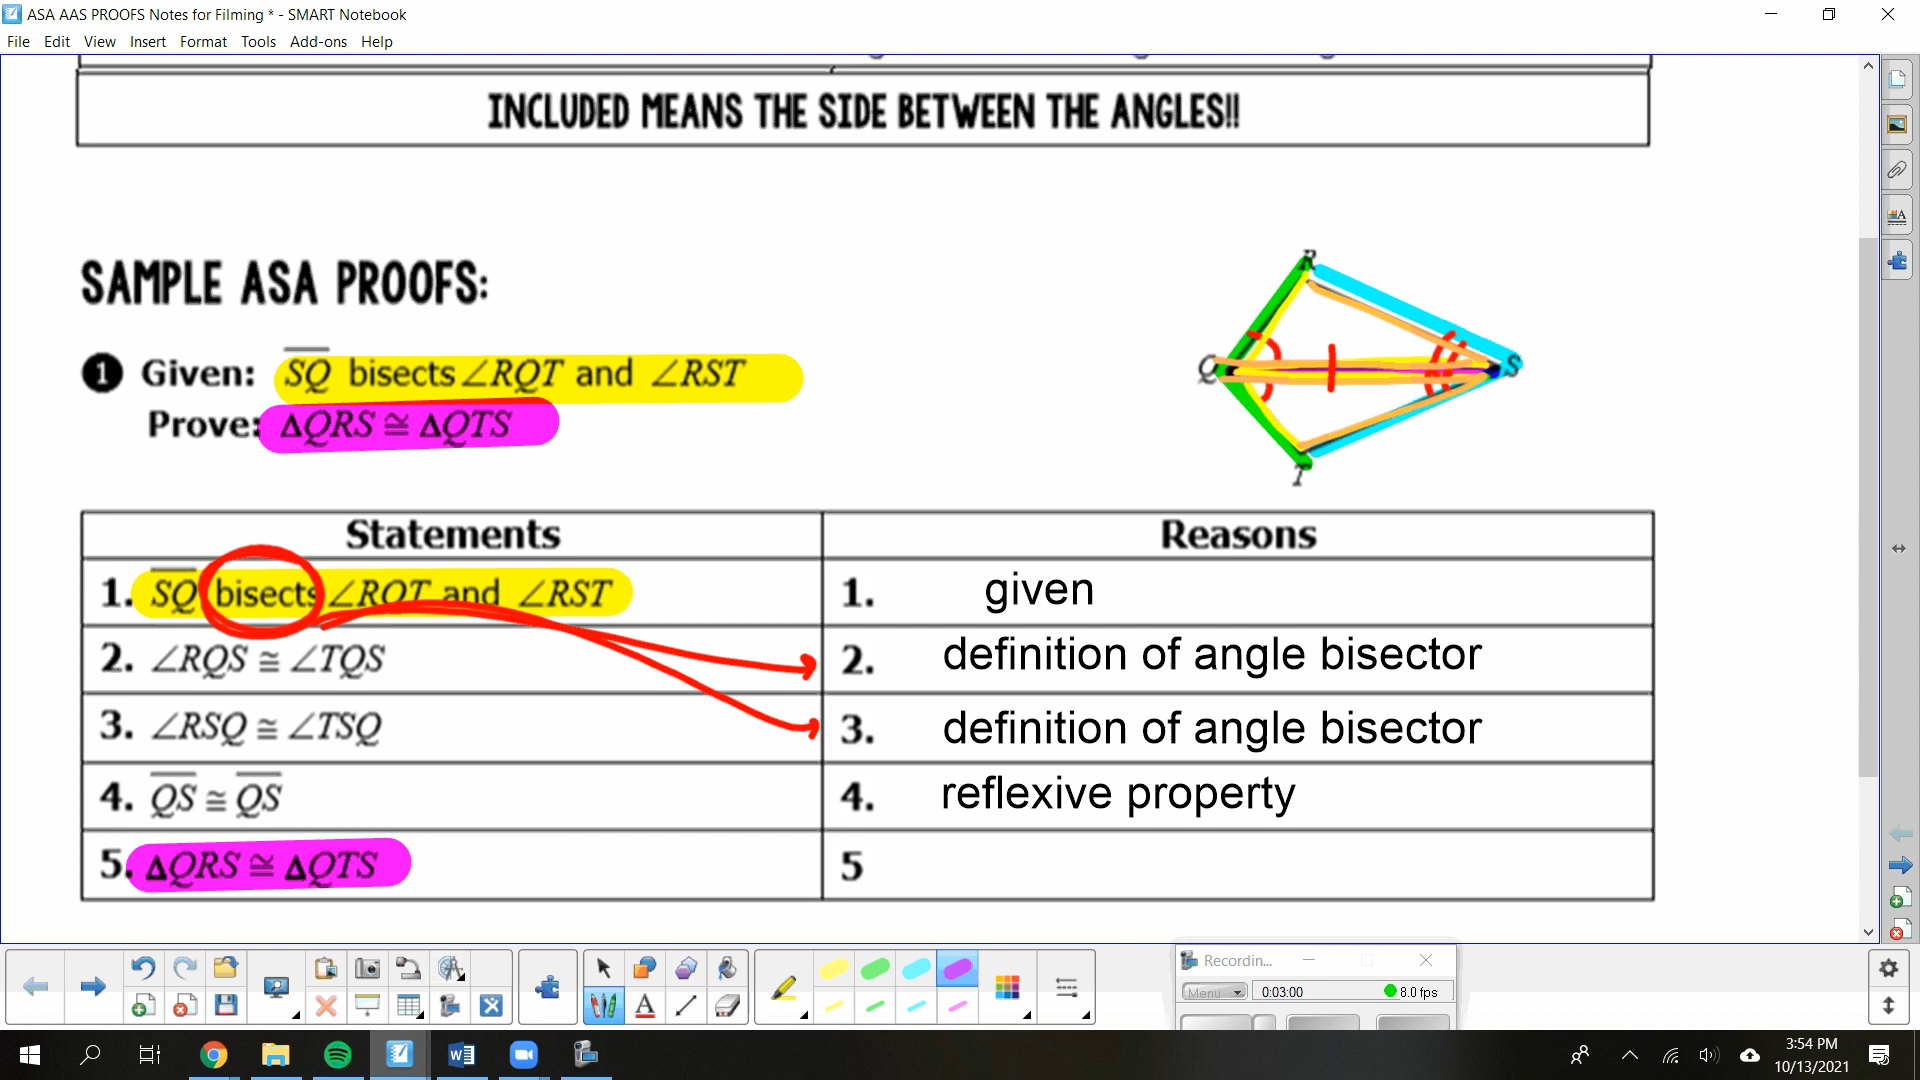 ASA AAS PROOFS Notes for Filming * - SMART Notebook
File Edit View Insert Format Tools Add-ons Help
INCLUDED MEANS THE SIDE BETWEEN THE ANGLES!!
SAMPLE ASA PROOFS:
1 Given: SQ bisects ∠RQT and ∠RST
Prove: ΔQRS ≅ ΔQTS
R
Q
S
T
Statements Reasons
1. SQ bisects ∠RQT and ∠RST 1. given
2. ∠RQS ≅ ∠TQS 2. definition of angle bisector
3. ∠RSQ ≅ ∠TSQ 3. definition of angle bisector
4. QS ≅ QS 4. reflexive property
5. ΔQRS ≅ ΔQTS 5
Recordin...
Menu 0:03:00 8.0 fps
3:54 PM
10/13/2021